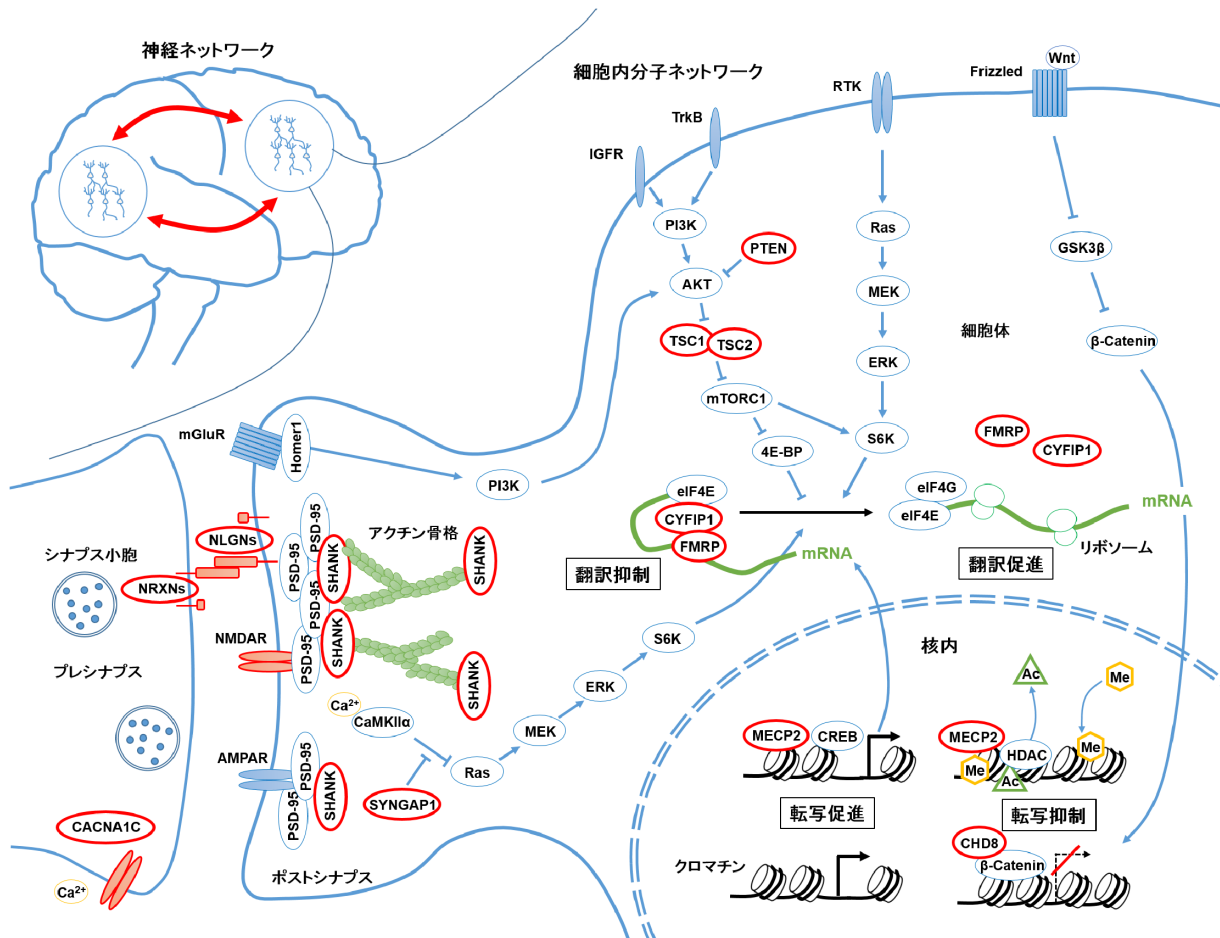 神経ネットワーク
細胞内分子ネットワーク
Wnt
Frizzled
RTK
TrkB
IGFR
PI3K
Ras
PTEN
GSK3β
AKT
MEK
細胞体
TSC1
TSC2
β-Catenin
ERK
mTORC1
mGluR
Homer1
S6K
FMRP
CYFIP1
4E-BP
PI3K
eIF4E
CYFIP1
FMRP
mRNA
翻訳抑制
eIF4G
eIF4E
mRNA
リボソーム
翻訳促進
シナプス小胞
NLGNs
NRXNs
PSD-95
PSD-95
SHANK
アクチン骨格
SHANK
PSD-95
NMDAR
PSD-95
SHANK
SHANK
プレシナプス
Ca²⁺
CaMKIIα
S6K
ERK
MEK
Ras
SYNGAP1
AMPAR
PSD-95
PSD-95
SHANK
CACNA1C
Ca²⁺
ポストシナプス
核内
Ac
Me
MECP2
CREB
転写促進
MECP2
HDAC
Me
Me
Ac
転写抑制
クロマチン
CHD8
β-Catenin